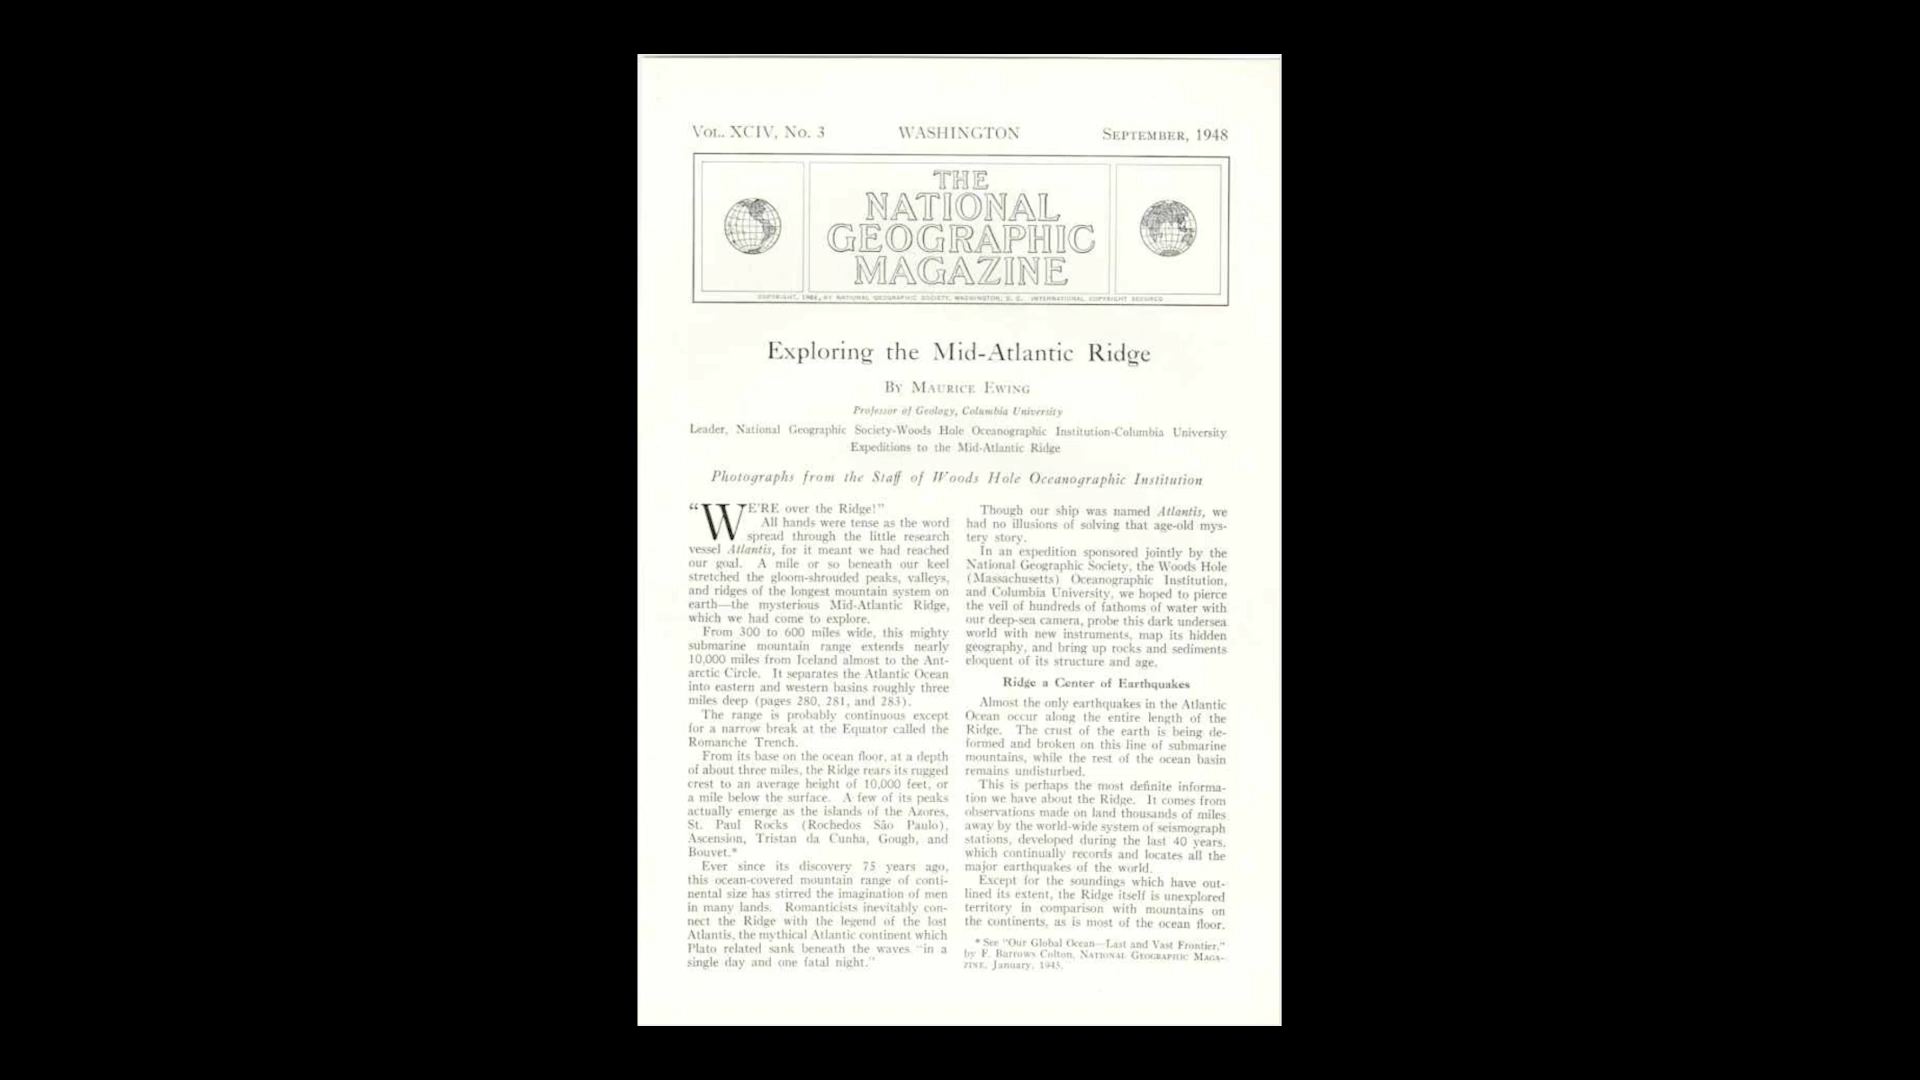 VOL. XCIV, No. 3 WASHINGTON SEPTEMBER, 1948
THE
NATIONAL
GEOGRAPHIC
MAGAZINE
COPYRIGHT, 1948, BY NATIONAL GEOGRAPHIC SOCIETY, WASHINGTON, D. C. INTERNATIONAL COPYRIGHT SECURED
Exploring the Mid-Atlantic Ridge
BY MAURICE EWING
Professor of Geology, Columbia University
Leader, National Geographic Society-Woods Hole Oceanographic Institution-Columbia University
Expeditions to the Mid-Atlantic Ridge
Photographs from the Staff of Woods Hole Oceanographic Institution
"WE'RE over the Ridge!"
All hands were tense as the word
spread through the little research
vessel Atlantis, for it meant we had reached
our goal. A mile or so beneath our keel
stretched the gloom-shrouded peaks, valleys,
and ridges of the longest mountain system on
earth—the mysterious Mid-Atlantic Ridge,
which we had come to explore.
From 300 to 600 miles wide, this mighty
submarine mountain range extends nearly
10,000 miles from Iceland almost to the Ant-
arctic Circle. It separates the Atlantic Ocean
into eastern and western basins roughly three
miles deep (pages 280, 281, and 283).
The range is probably continuous except
for a narrow break at the Equator called the
Romanche Trench.
From its base on the ocean floor, at a depth
of about three miles, the Ridge rears its rugged
crest to an average height of 10,000 feet, or
a mile below the surface. A few of its peaks
actually emerge as the islands of the Azores,
St. Paul Rocks (Rochedos São Paulo),
Ascension, Tristan da Cunha, Gough, and
Bouvet.*
Ever since its discovery 75 years ago,
this ocean-covered mountain range of conti-
nental size has stirred the imagination of men
in many lands. Romanticists inevitably con-
nect the Ridge with the legend of the lost
Atlantis, the mythical Atlantic continent which
Plato related sank beneath the waves "in a
single day and one fatal night."
Though our ship was named Atlantis, we
had no illusions of solving that age-old mys-
tery story.
In an expedition sponsored jointly by the
National Geographic Society, the Woods Hole
(Massachusetts) Oceanographic Institution,
and Columbia University, we hoped to pierce
the veil of hundreds of fathoms of water with
our deep-sea camera, probe this dark undersea
world with new instruments, map its hidden
geography, and bring up rocks and sediments
eloquent of its structure and age.
Ridge a Center of Earthquakes
Almost the only earthquakes in the Atlantic
Ocean occur along the entire length of the
Ridge. The crust of the earth is being de-
formed and broken on this line of submarine
mountains, while the rest of the ocean basin
remains undisturbed.
This is perhaps the most definite informa-
tion we have about the Ridge. It comes from
observations made on land thousands of miles
away by the world-wide system of seismograph
stations, developed during the last 40 years,
which continually records and locates all the
major earthquakes of the world.
Except for the soundings which have out-
lined its extent, the Ridge itself is unexplored
territory in comparison with mountains on
the continents, as is most of the ocean floor.
* See "Our Global Ocean—Last and Vast Frontier,"
by F. Barrows Colton, NATIONAL GEOGRAPHIC MAGA-
ZINE, January, 1945.